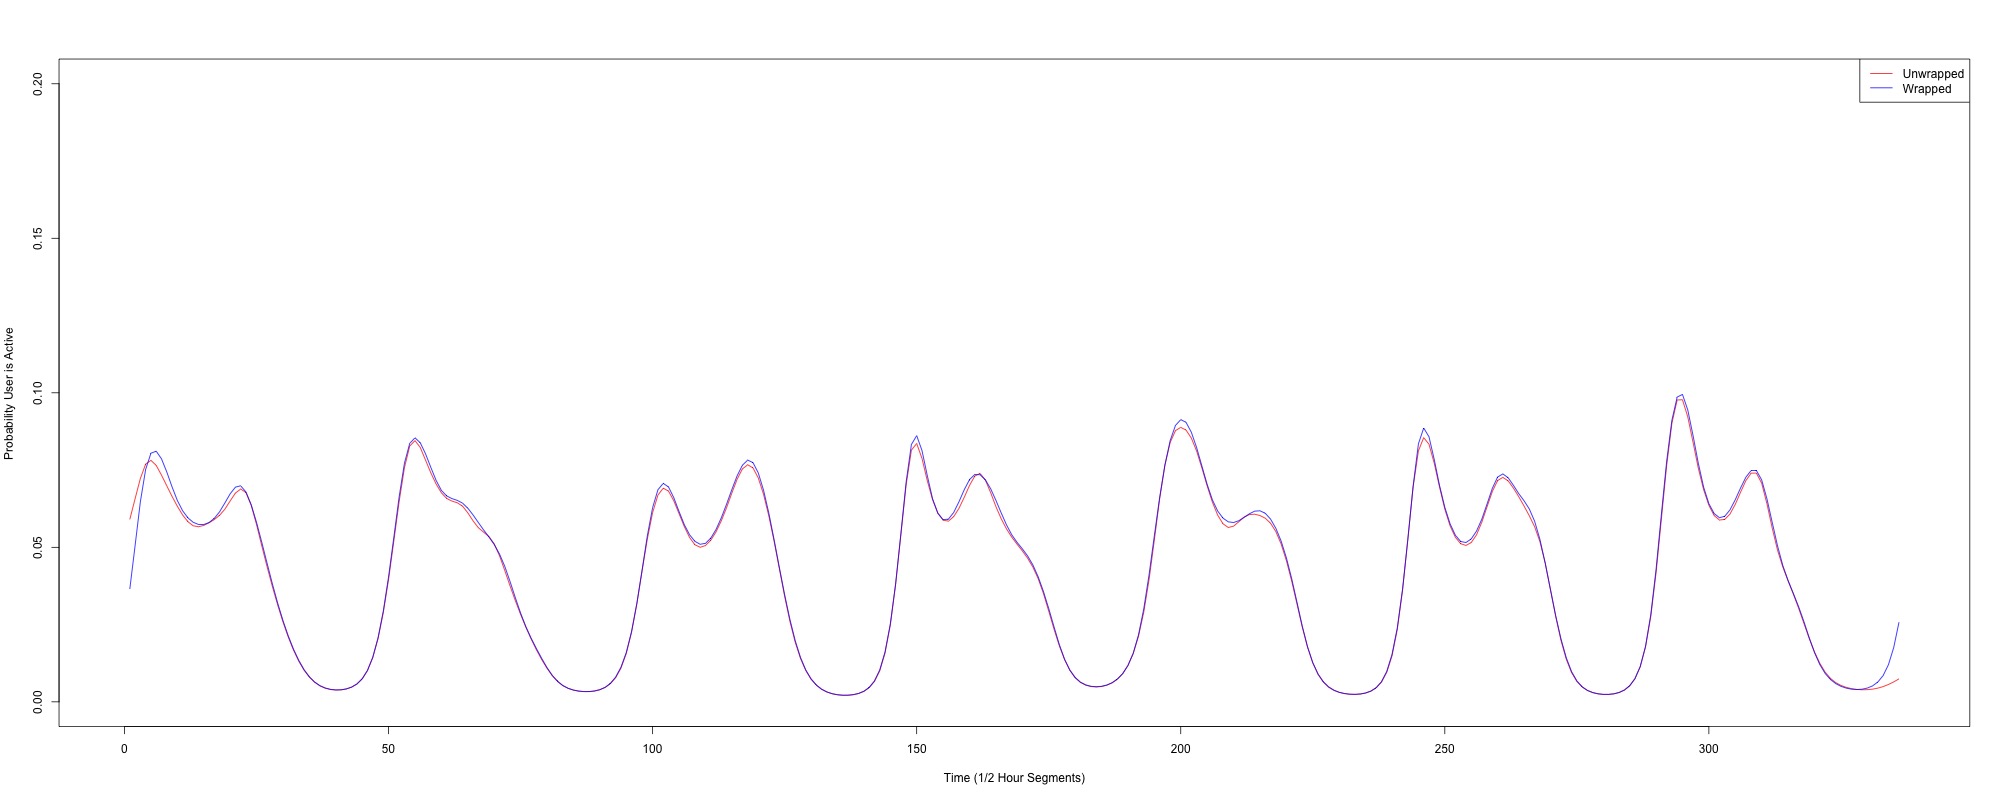 Unwrapped
Wrapped
0.20
0.15
0.10
0.05
0.00
Probability User is Active
0 50 100 150 200 250 300
Time (1/2 Hour Segments)